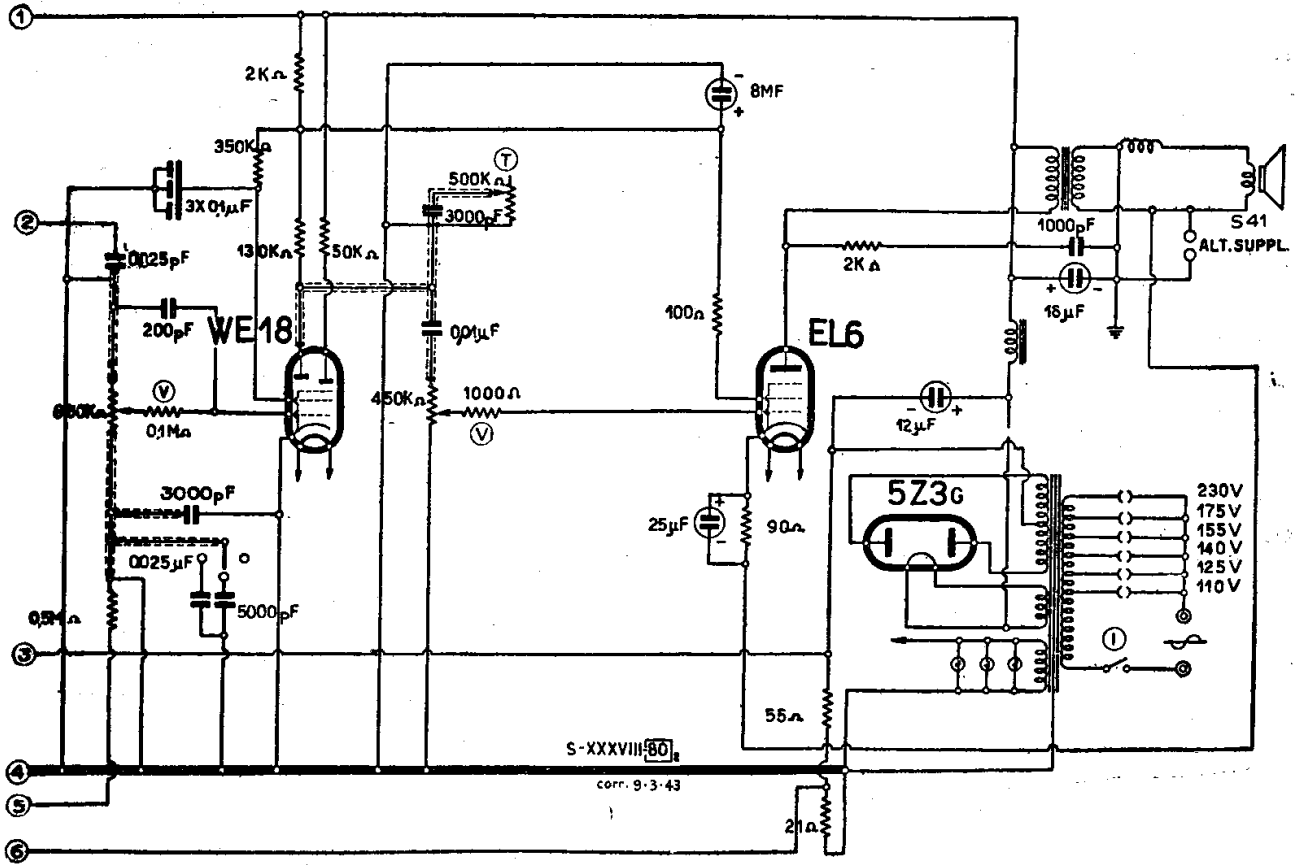 1
2KΩ
8MF
350KΩ
T
500KΩ
3X0,1µF
3000pF
2
S41
1000pF
0025pF
130KΩ
50KΩ
ALT.SUPPL.
2KΩ
+ -
16µF
200pF
WE18
0,01µF
100Ω
EL6
V
450KΩ
1000Ω
- +
0,1MΩ
V
12µF
3000pF
5Z3G
230V
175V
25µF
90Ω
155V
140V
0025µF
125V
110V
5000pF
0,5MΩ
I
3
55Ω
S-XXXVIII-80
4
corr. 9·3·43
5
21Ω
6